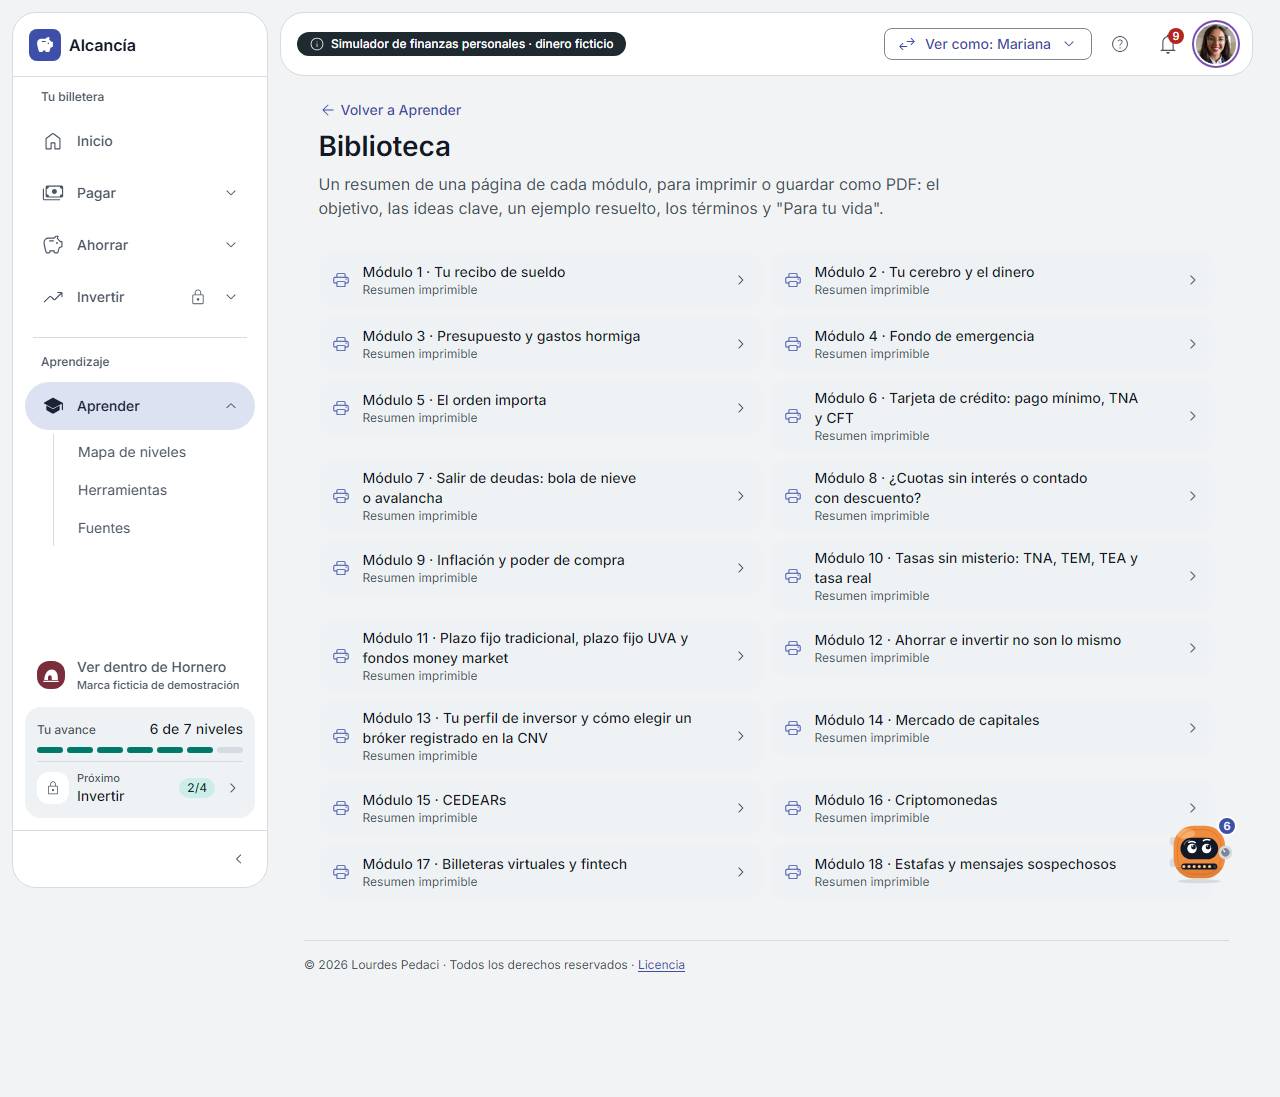 Alcancía
Tu billetera
Inicio
Pagar
Ahorrar
Invertir
Aprendizaje
Aprender
Mapa de niveles
Herramientas
Fuentes
Ver dentro de Hornero
Marca ficticia de demostración
Tu avance
6 de 7 niveles
Próximo
Invertir
2/4
Simulador de finanzas personales · dinero ficticio
Ver como: Mariana
9
Volver a Aprender
Biblioteca
Un resumen de una página de cada módulo, para imprimir o guardar como PDF: el
objetivo, las ideas clave, un ejemplo resuelto, los términos y "Para tu vida".
Módulo 1 · Tu recibo de sueldo
Resumen imprimible
Módulo 2 · Tu cerebro y el dinero
Resumen imprimible
Módulo 3 · Presupuesto y gastos hormiga
Resumen imprimible
Módulo 4 · Fondo de emergencia
Resumen imprimible
Módulo 5 · El orden importa
Resumen imprimible
Módulo 6 · Tarjeta de crédito: pago mínimo, TNA
y CFT
Resumen imprimible
Módulo 7 · Salir de deudas: bola de nieve
o avalancha
Resumen imprimible
Módulo 8 · ¿Cuotas sin interés o contado
con descuento?
Resumen imprimible
Módulo 9 · Inflación y poder de compra
Resumen imprimible
Módulo 10 · Tasas sin misterio: TNA, TEM, TEA y
tasa real
Resumen imprimible
Módulo 11 · Plazo fijo tradicional, plazo fijo UVA y
fondos money market
Resumen imprimible
Módulo 12 · Ahorrar e invertir no son lo mismo
Resumen imprimible
Módulo 13 · Tu perfil de inversor y cómo elegir un
bróker registrado en la CNV
Resumen imprimible
Módulo 14 · Mercado de capitales
Resumen imprimible
Módulo 15 · CEDEARs
Resumen imprimible
Módulo 16 · Criptomonedas
Resumen imprimible
Módulo 17 · Billeteras virtuales y fintech
Resumen imprimible
Módulo 18 · Estafas y mensajes sospechosos
Resumen imprimible
6
© 2026 Lourdes Pedaci · Todos los derechos reservados · Licencia